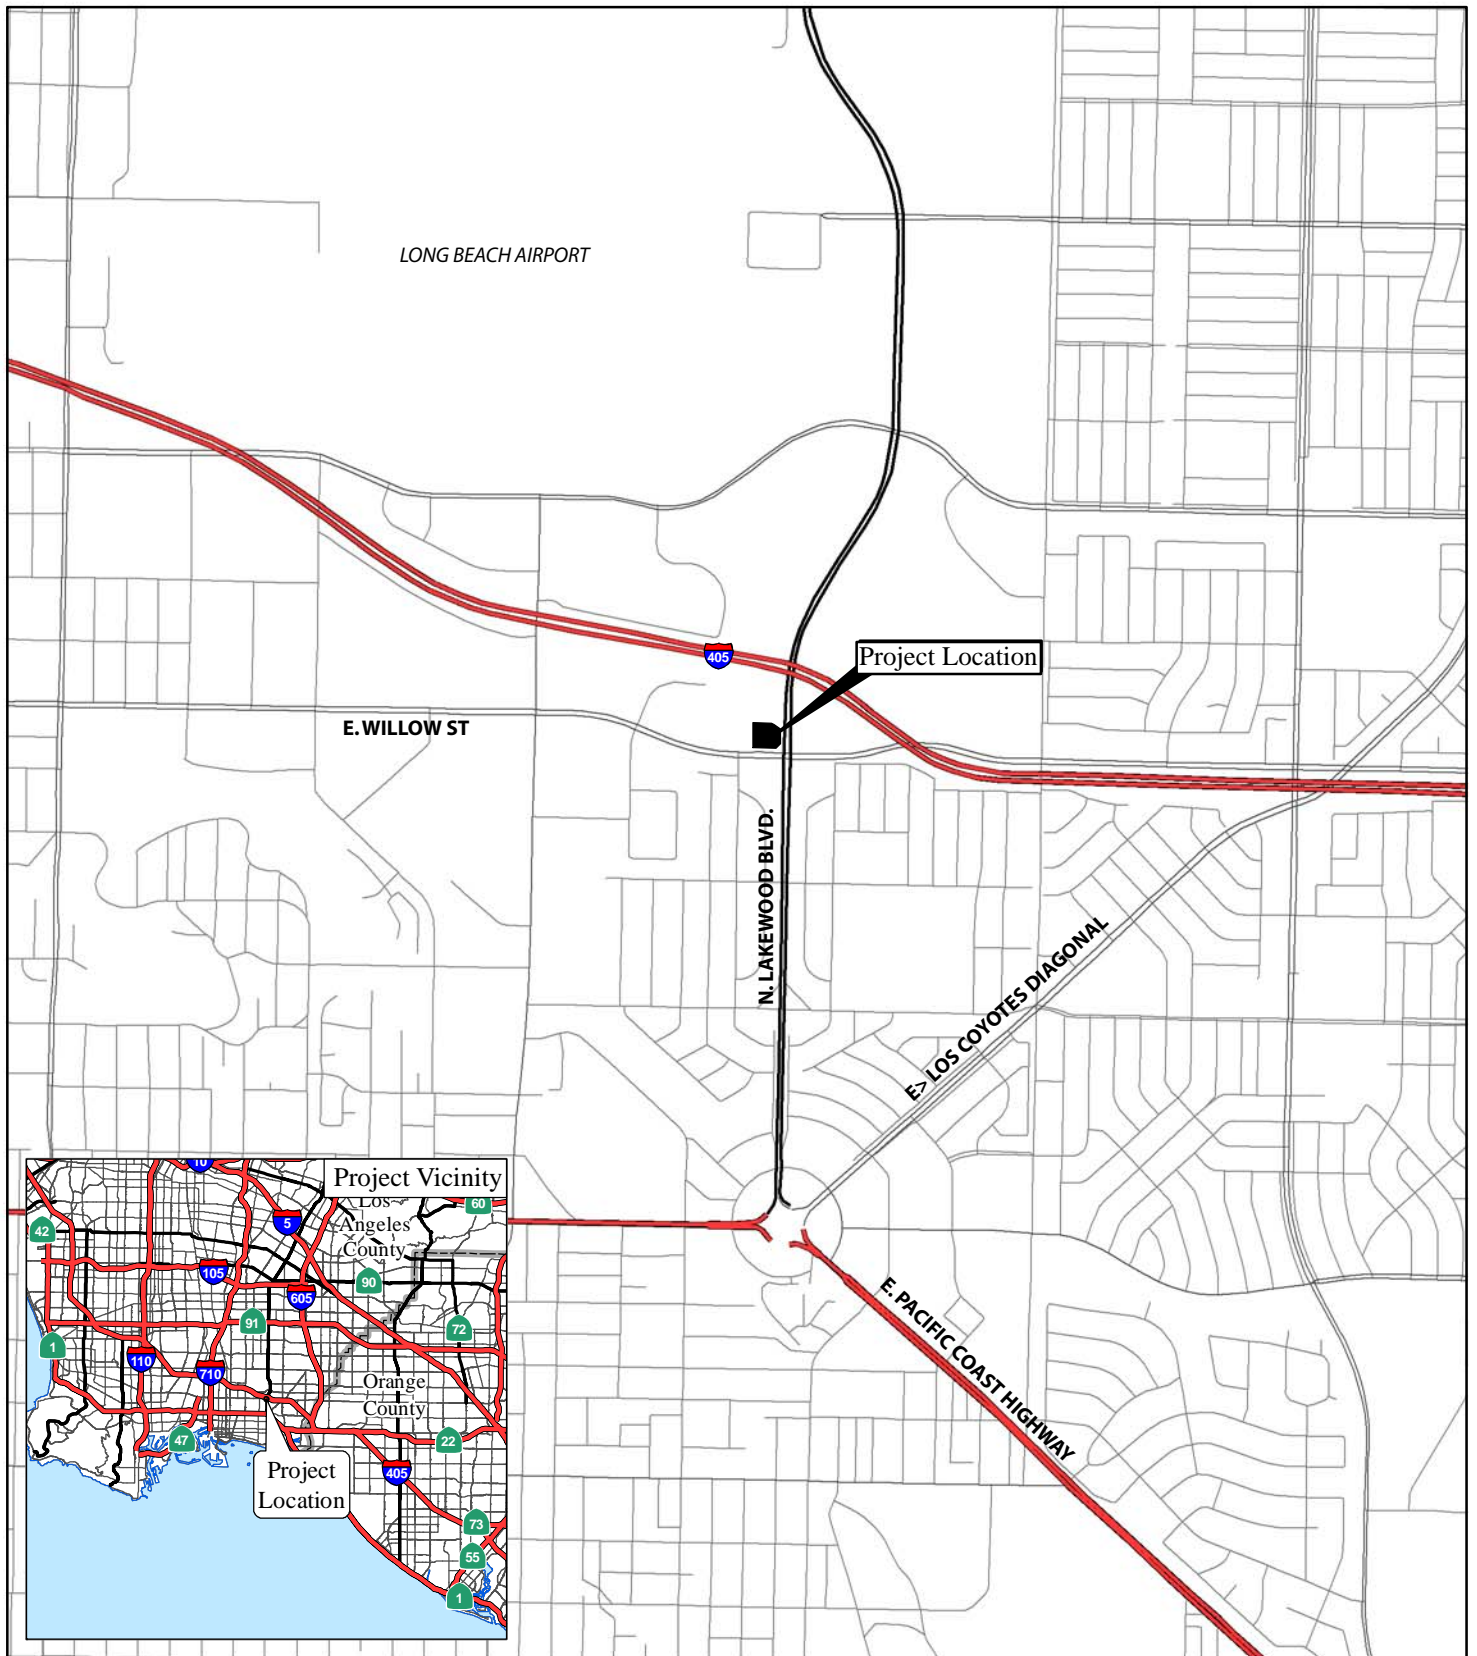 LONG BEACH AIRPORT
405
Project Location
E. WILLOW ST
N. LAKEWOOD BLVD.
E> LOS COYOTES DIAGONAL
E. PACIFIC COAST HIGHWAY
Project Vicinity
10
60
Los
Angeles
County
5
42
105
90
605
91
72
1
110
710
Orange
County
47
22
405
Project
Location
73
55
1